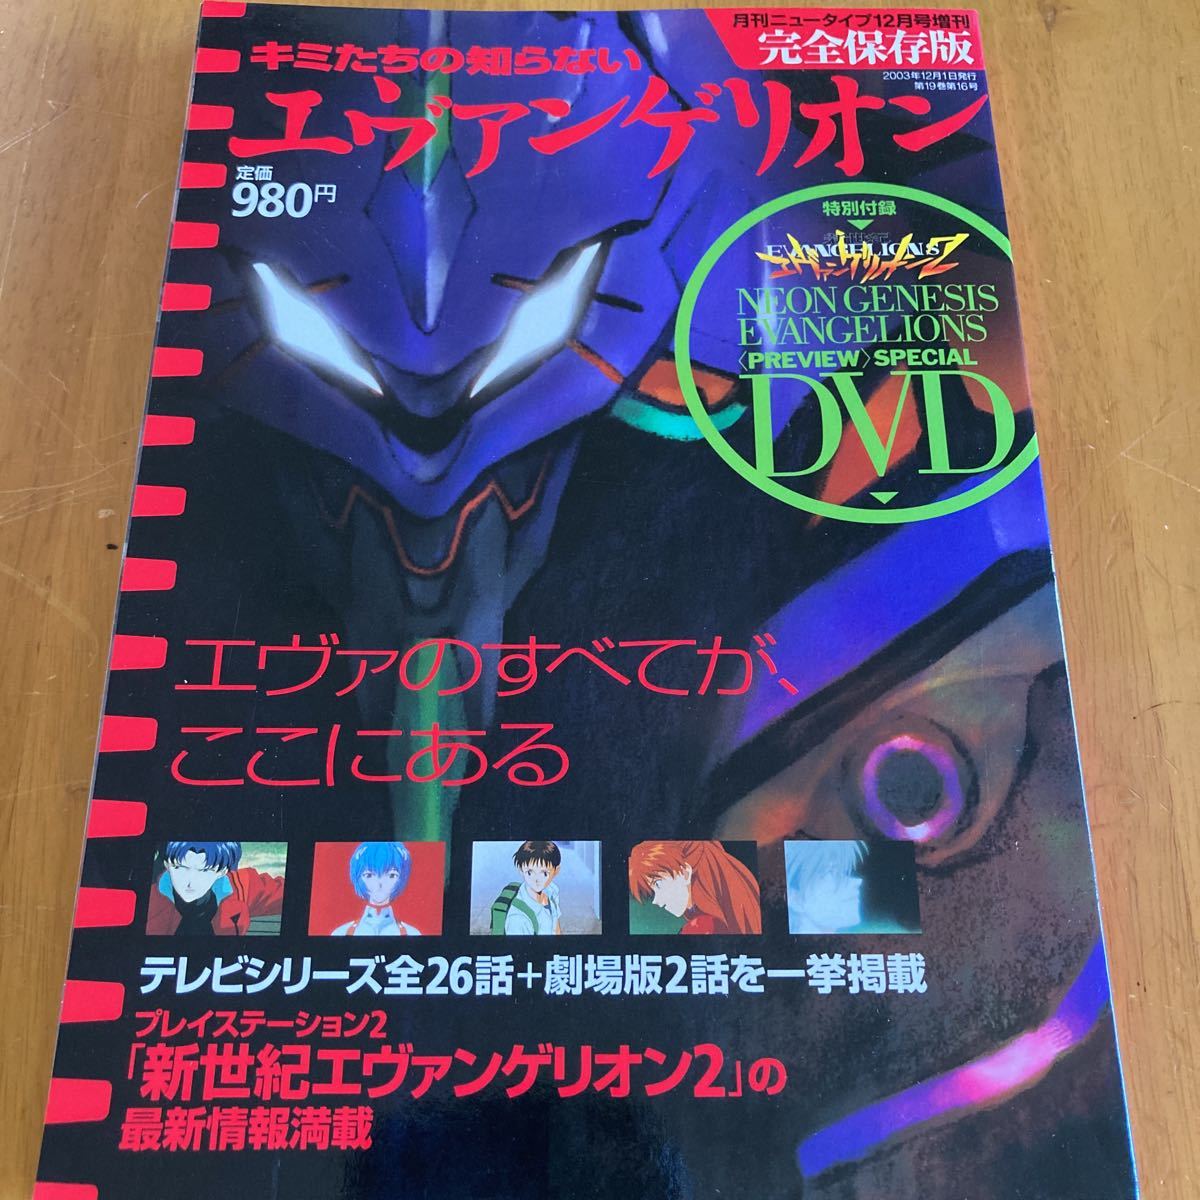 月刊ニュータイプ12月号増刊
完全保存版
2003年12月1日発行
第19巻第16号
キミたちの知らない
エヴァンゲリオン
定価
980円
特別付録
新世紀
EVANGELIONS
エヴァンゲリオン2
NEON GENESIS
EVANGELIONS
〈PREVIEW〉SPECIAL
DVD
エヴァのすべてが、
ここにある
テレビシリーズ全26話+劇場版2話を一挙掲載
プレイステーション2
「新世紀エヴァンゲリオン2」の
最新情報満載